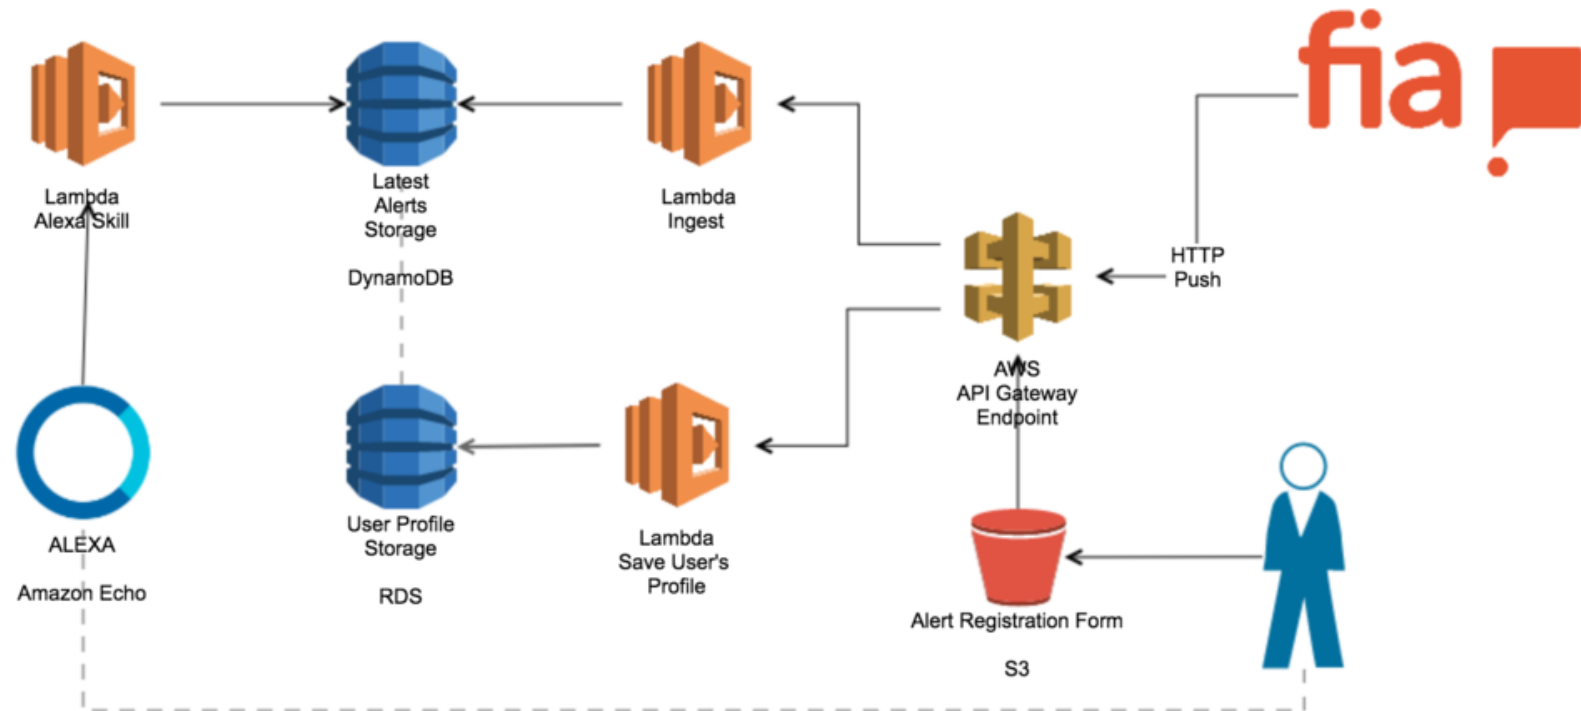 fia
Lambda
Alexa Skill
Latest
Alerts
Storage
DynamoDB
Lambda
Ingest
HTTP
Push
AWS
API Gateway
Endpoint
ALEXA
Amazon Echo
User Profile
Storage
RDS
Lambda
Save User's
Profile
Alert Registration Form
S3